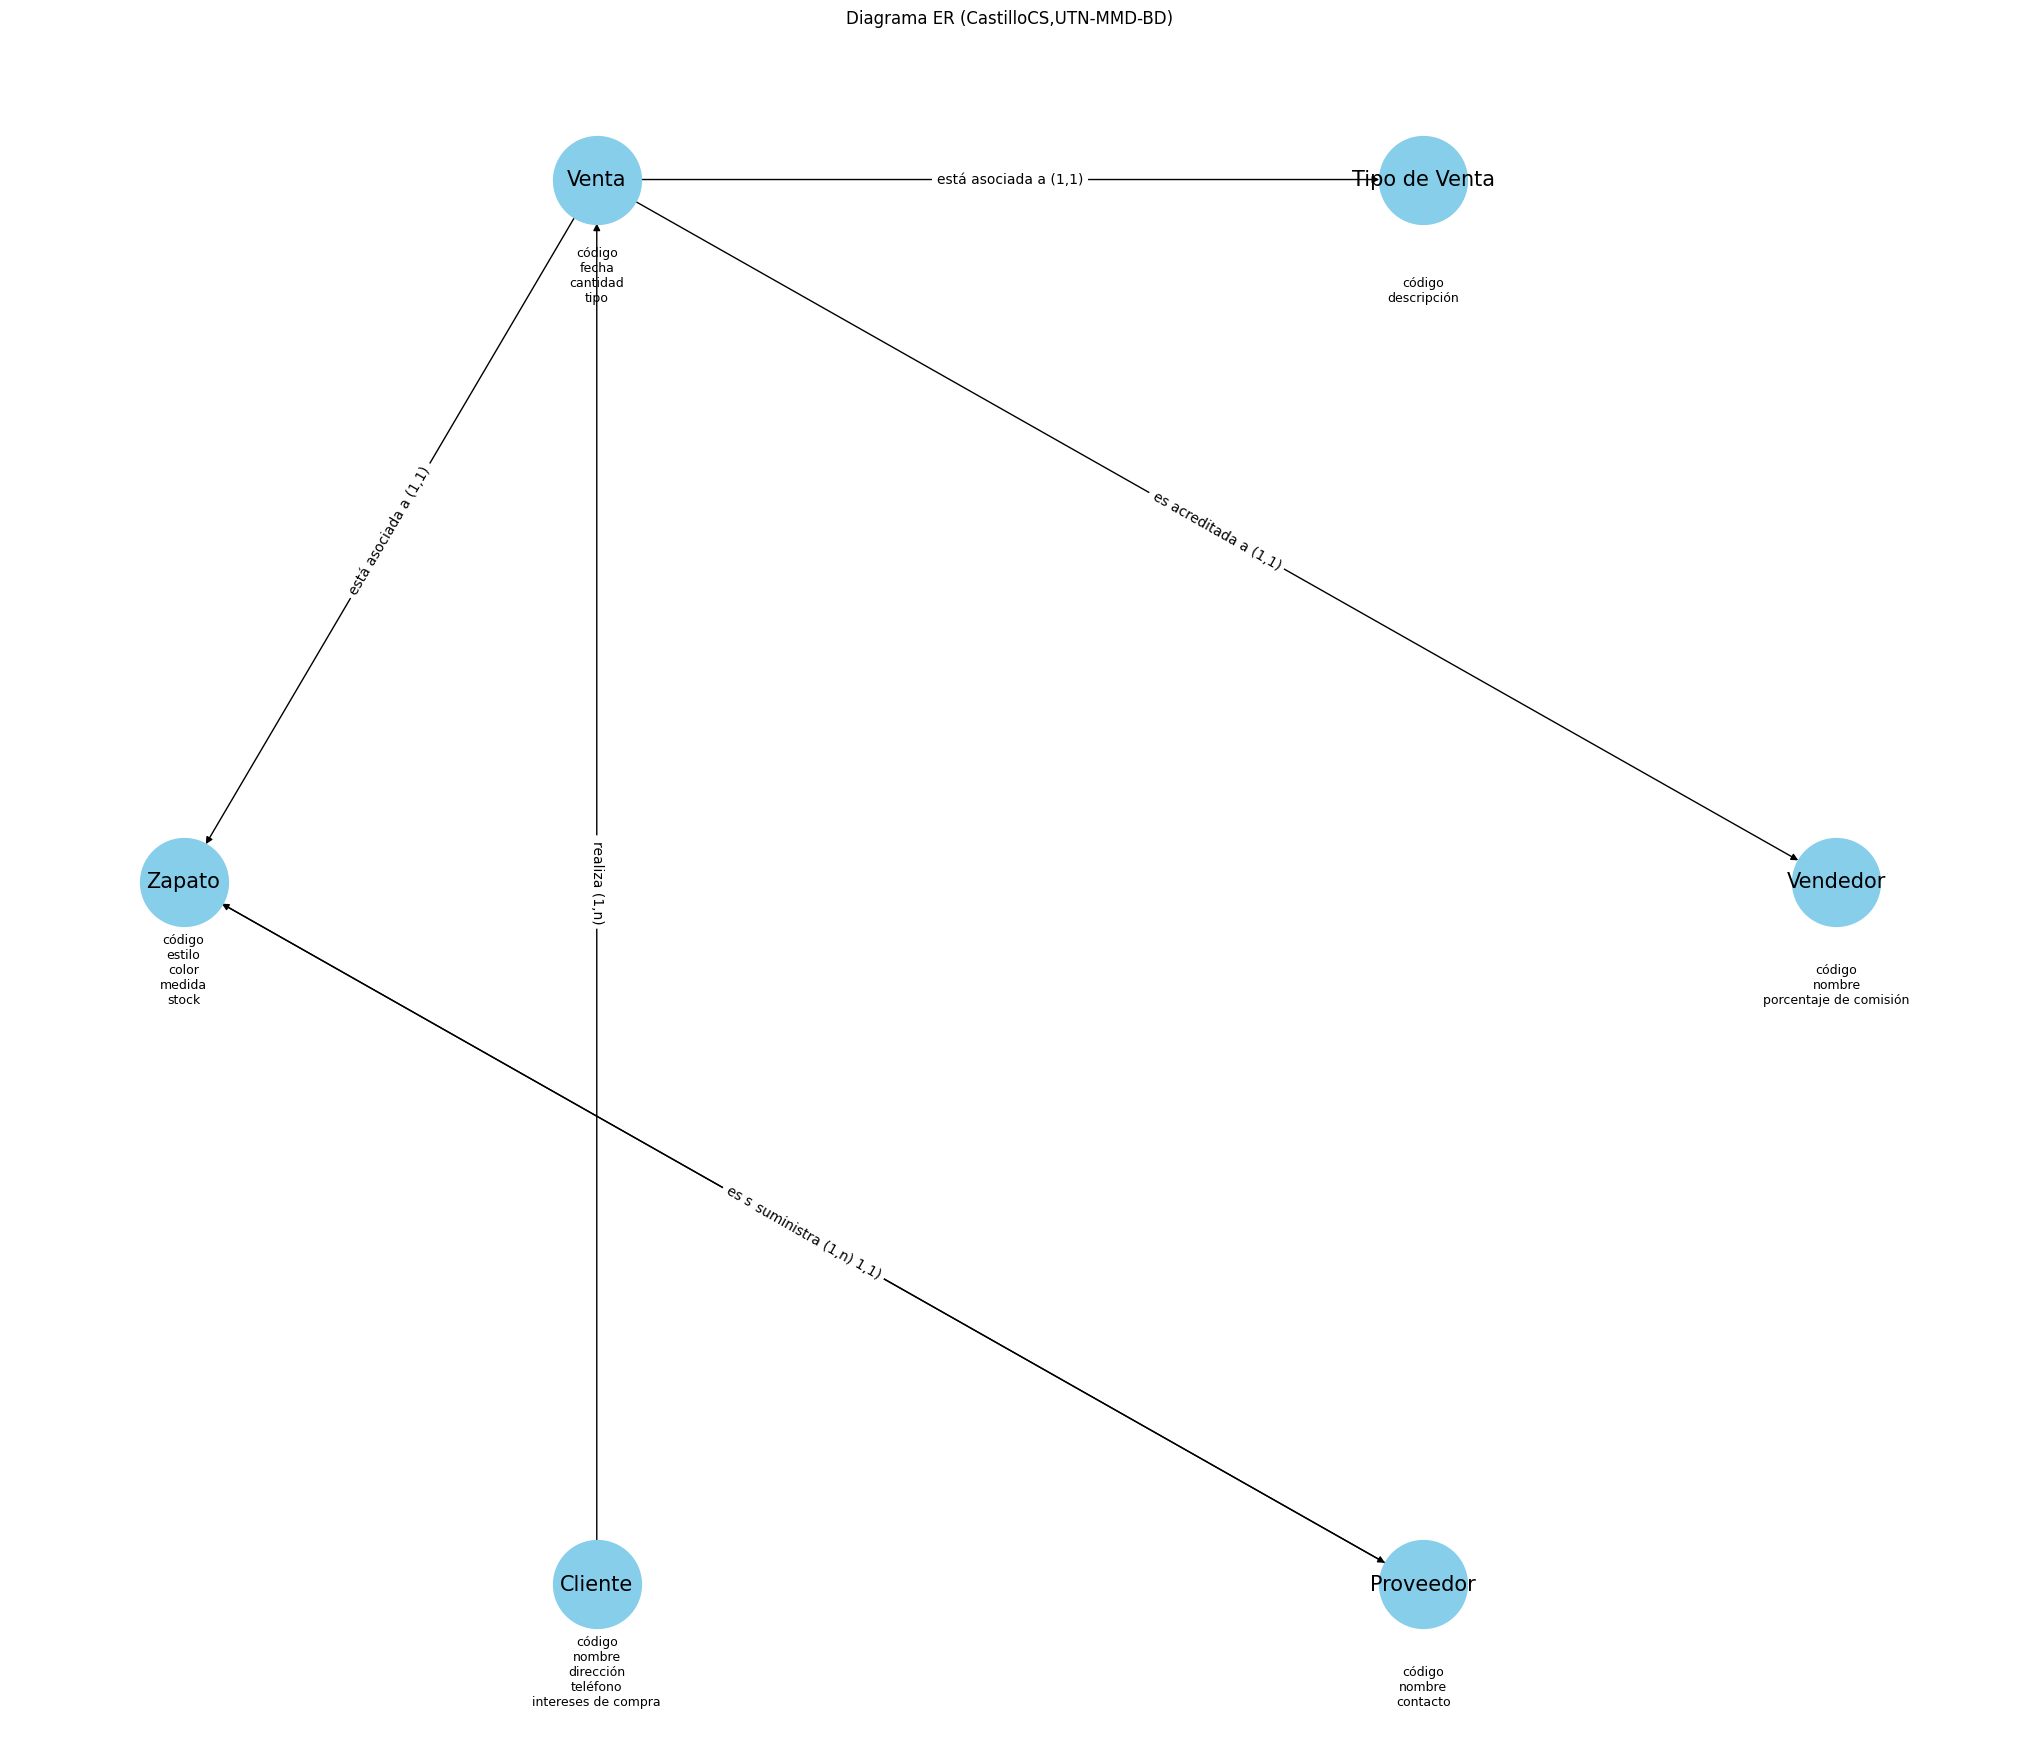 Diagrama ER (CastilloCS,UTN-MMD-BD)
Venta
código
fecha
cantidad
tipo
está asociada a (1,1)
Tipo de Venta
código
descripción
está asociada a (1,1)
es acreditada a (1,1)
realiza (1,n)
Zapato
código
estilo
color
medida
stock
Vendedor
código
nombre
porcentaje de comisión
es s suministra (1,n) 1,1)
Cliente
código
nombre
dirección
teléfono
intereses de compra
Proveedor
código
nombre
contacto